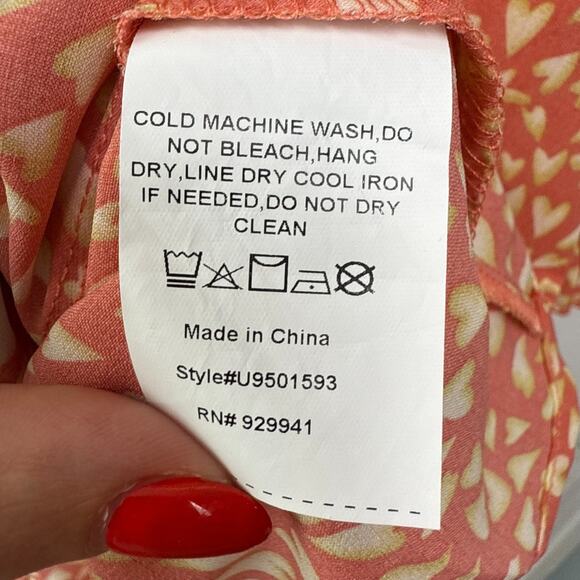 COLD MACHINE WASH,DO
NOT BLEACH,HANG
DRY,LINE DRY COOL IRON
IF NEEDED,DO NOT DRY
CLEAN
Made in China
Style#U9501593
RN# 929941